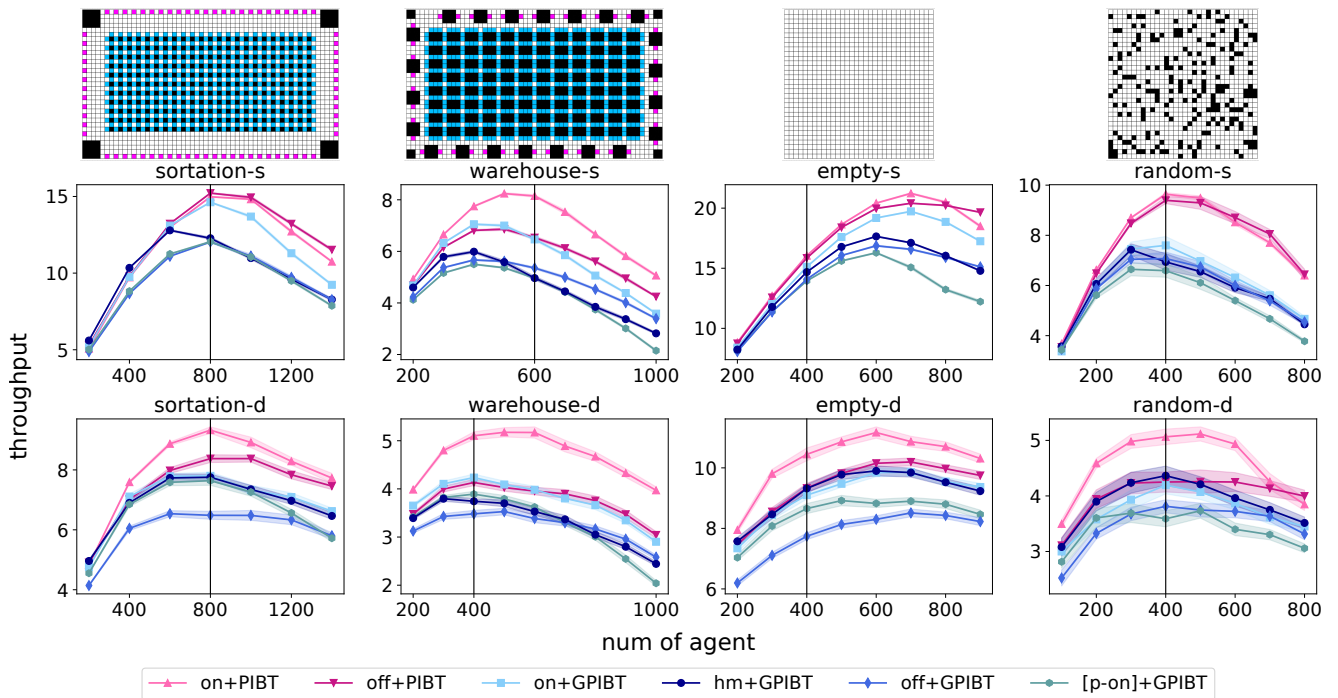 sortation-s warehouse-s empty-s random-s
15 10 5
8 6 4 2
20 15 10
10 8 6 4
400 800 1200
200 600 1000
200 400 600 800
200 400 600 800
throughput
sortation-d warehouse-d empty-d random-d
8 6 4
5 4 3 2
10 8 6
5 4 3
400 800 1200
200 400 1000
200 400 600 800
200 400 600 800
num of agent
on+PIBT off+PIBT on+GPIBT hm+GPIBT off+GPIBT [p-on]+GPIBT